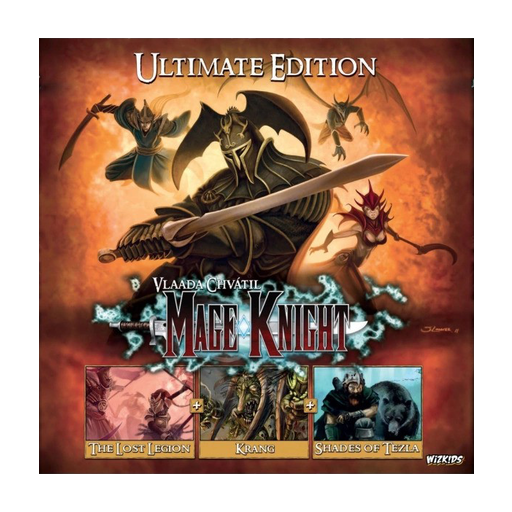 ULTIMATE EDITION
VLAADA CHVÁTIL
MAGE KNIGHT
THE LOST LEGION + KRANG + SHADES OF TEZLA
WIZKIDS